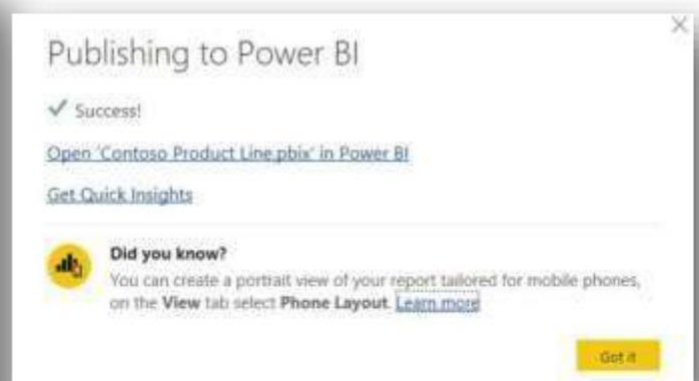 Publishing to Power BI
Success!
Open 'Contoso Product Line.pbix' in Power BI
Get Quick Insights
Did you know?
You can create a portrait view of your report tailored for mobile phones,
on the View tab select Phone Layout. Learn more
Got it